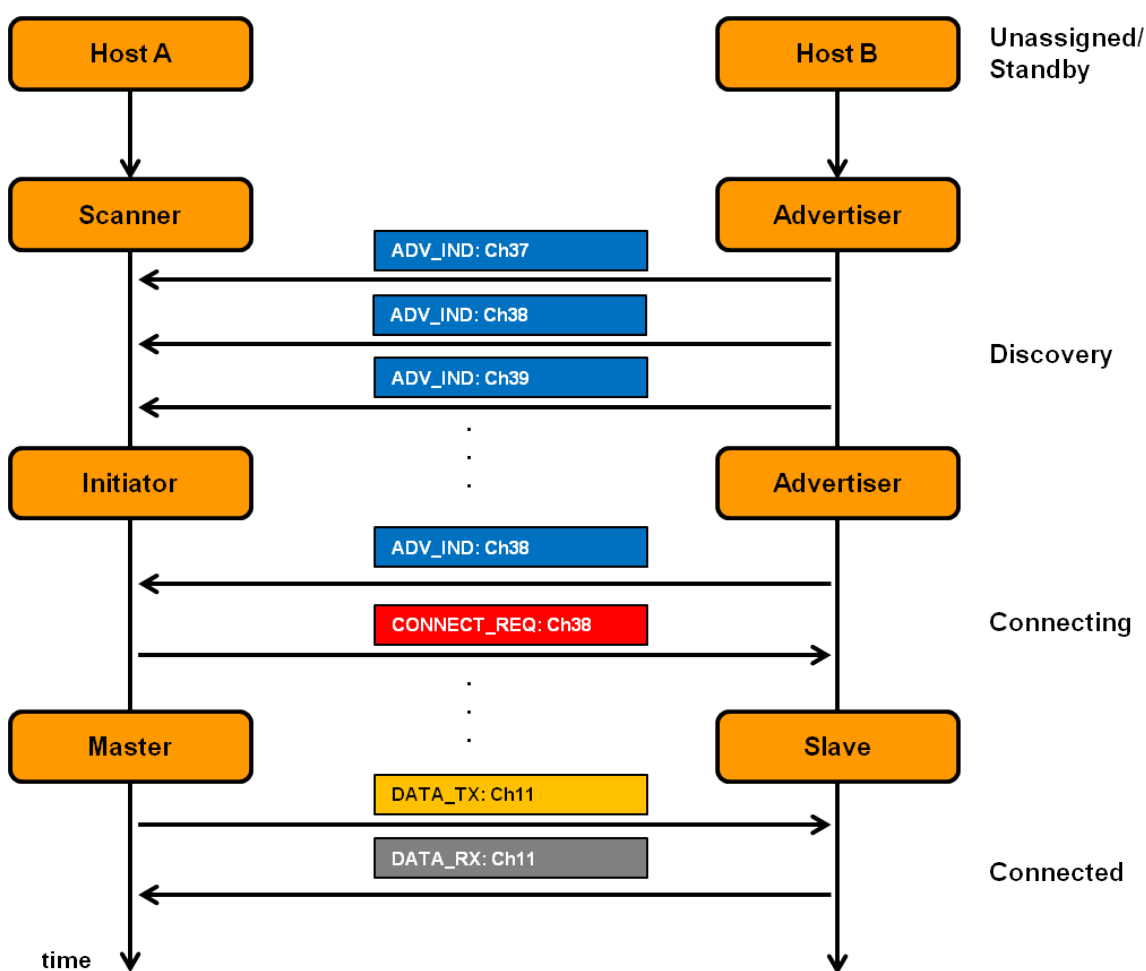 Host A
Host B
Unassigned/
Standby
Scanner
Advertiser
ADV_IND: Ch37
ADV_IND: Ch38
Discovery
ADV_IND: Ch39
Initiator
Advertiser
ADV_IND: Ch38
CONNECT_REQ: Ch38
Connecting
Master
Slave
DATA_TX: Ch11
DATA_RX: Ch11
Connected
time